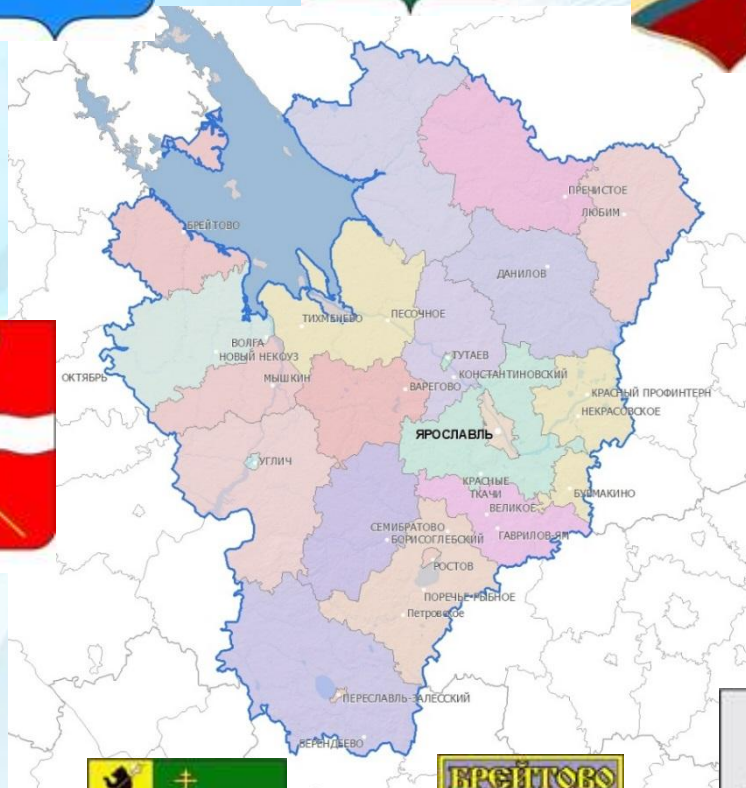 ПРЕЧИСТОЕ
ЛЮБИМ
БРЕЙТОВО
ДАНИЛОВ
ТИХМЕНЕВО
ПЕСОЧНОЕ
ВОЛГА
НОВЫЙ НЕКОУЗ
ТУТАЕВ
КОНСТАНТИНОВСКИЙ
ОКТЯБРЬ
МЫШКИН
ВАРЕГОВО
КРАСНЫЙ ПРОФИНТЕРН
НЕКРАСОВСКОЕ
ЯРОСЛАВЛЬ
УГЛИЧ
КРАСНЫЕ
ТКАЧИ
БУРМАКИНО
ВЕЛИКОЕ
СЕМИБРАТОВО
БОРИСОГЛЕБСКИЙ
ГАВРИЛОВ-ЯМ
РОСТОВ
ПОРЕЧЬЕ-РЫБНОЕ
Петровское
ПЕРЕСЛАВЛЬ-ЗАЛЕССКИЙ
БЕРЕНДЕЕВО
БРЕЙТОВО